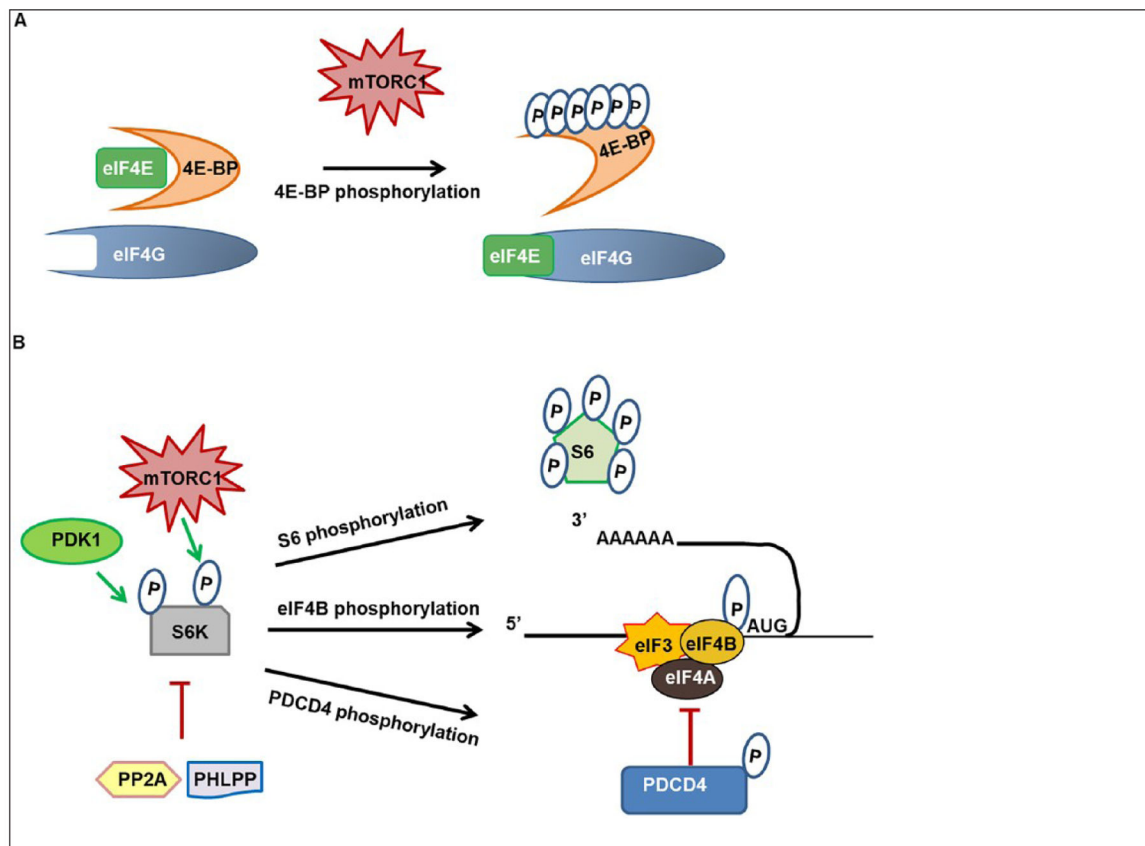 A
mTORC1
P P P P P P
eIF4E
4E-BP
4E-BP
4E-BP phosphorylation
eIF4G
eIF4E
eIF4G
B
P
P
P
P
P
S6
mTORC1
3’
S6 phosphorylation
AAAAAA
PDK1
P
P
P
eIF4B phosphorylation
5’
AUG
S6K
eIF3
eIF4B
eIF4A
PDCD4 phosphorylation
P
PP2A
PHLPP
PDCD4